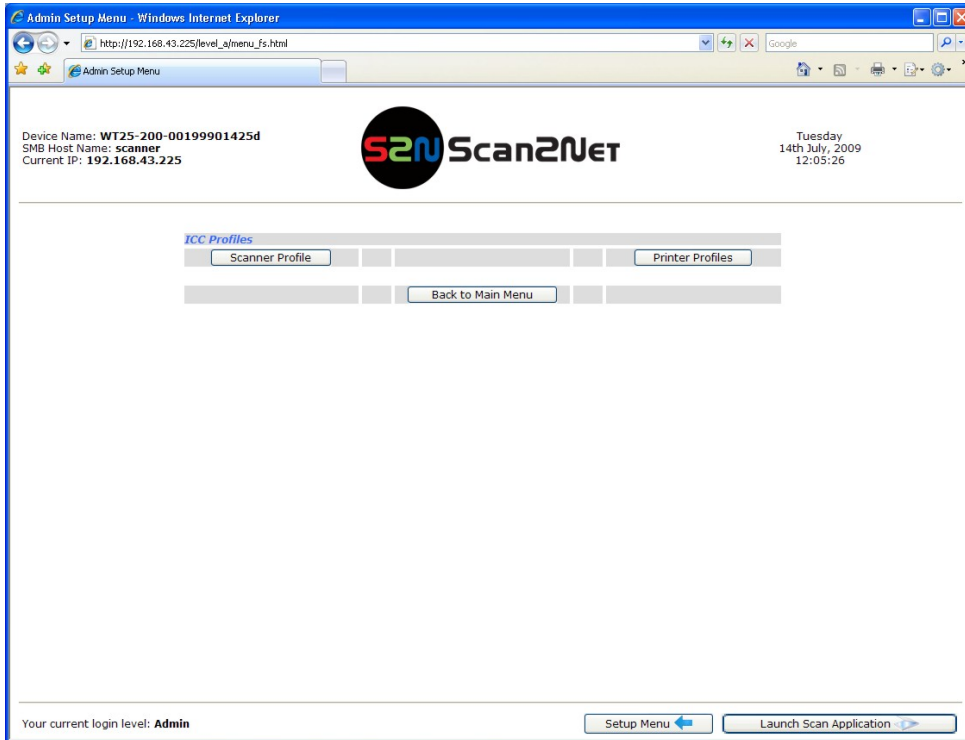 Admin Setup Menu - Windows Internet Explorer
http://192.168.43.225/level_a/menu_fs.html
Google
Admin Setup Menu
Device Name: WT25-200-00199901425d
SMB Host Name: scanner
Current IP: 192.168.43.225
S2N Scan2Net
Tuesday
14th July, 2009
12:05:26
ICC Profiles
Scanner Profile
Printer Profiles
Back to Main Menu
Your current login level: Admin
Setup Menu
Launch Scan Application